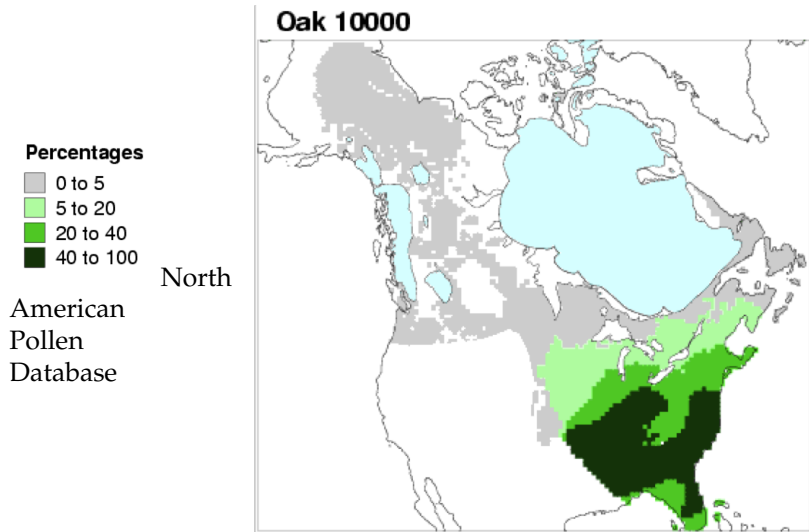 Oak 10000
Percentages
0 to 5
5 to 20
20 to 40
40 to 100
North
American
Pollen
Database